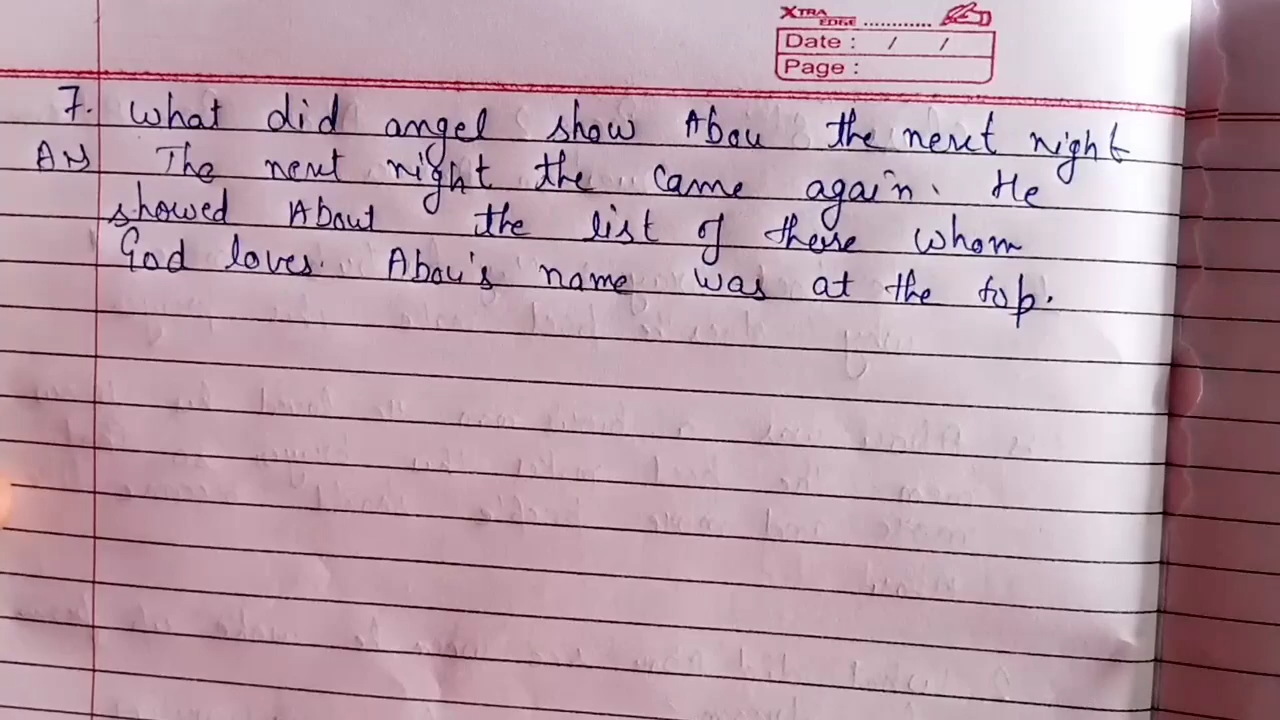 XTRA EDGE ............
Date : / /
Page :
7. What did angel show Abou the next night
AN The next night the came again. He
showed About the list of those whom
God loves. Abou's name was at the top.